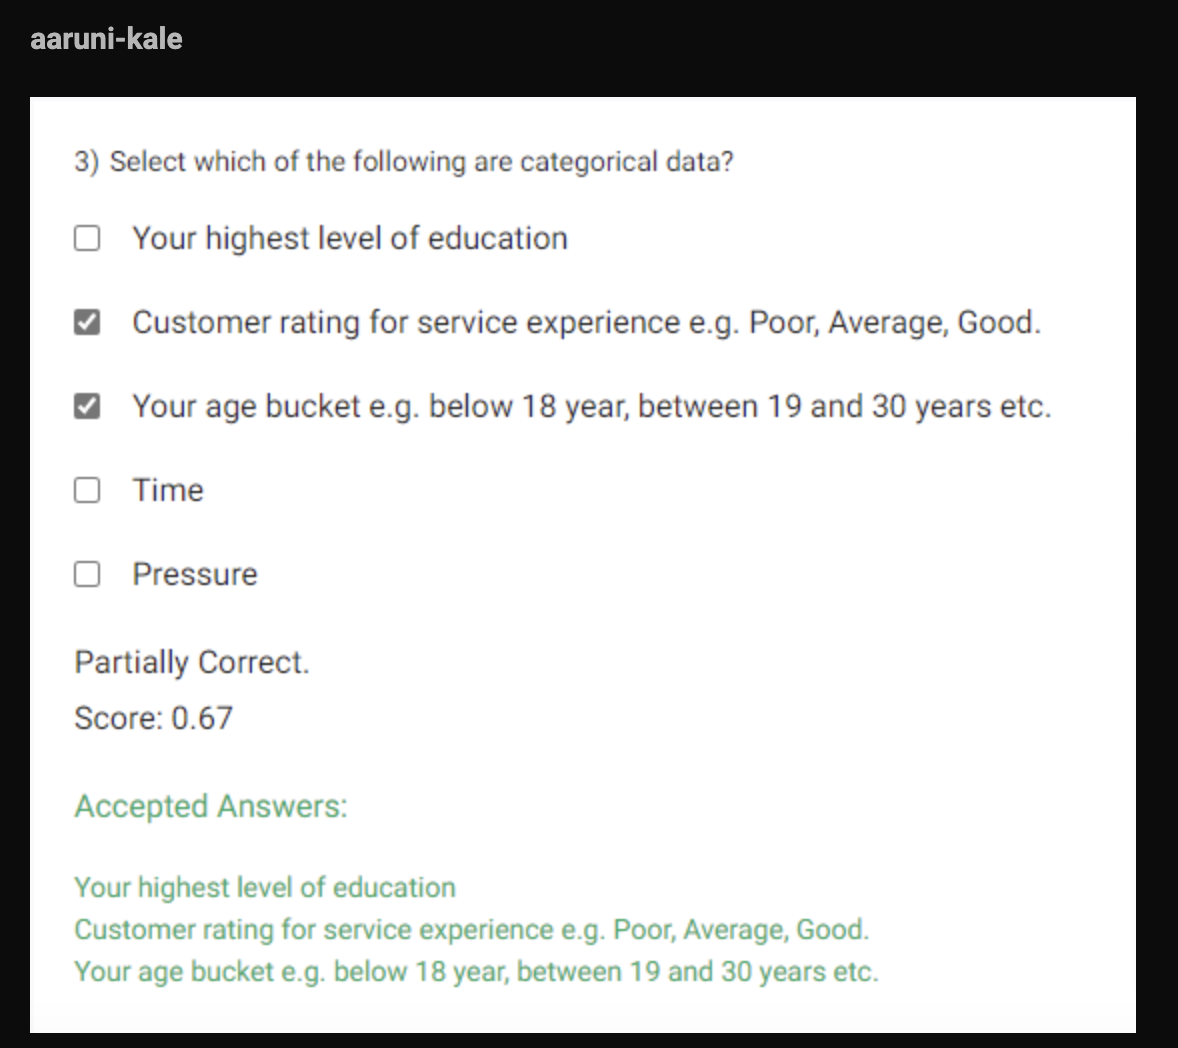 aaruni-kale
3) Select which of the following are categorical data?
Your highest level of education
Customer rating for service experience e.g. Poor, Average, Good.
Your age bucket e.g. below 18 year, between 19 and 30 years etc.
Time
Pressure
Partially Correct.
Score: 0.67
Accepted Answers:
Your highest level of education
Customer rating for service experience e.g. Poor, Average, Good.
Your age bucket e.g. below 18 year, between 19 and 30 years etc.